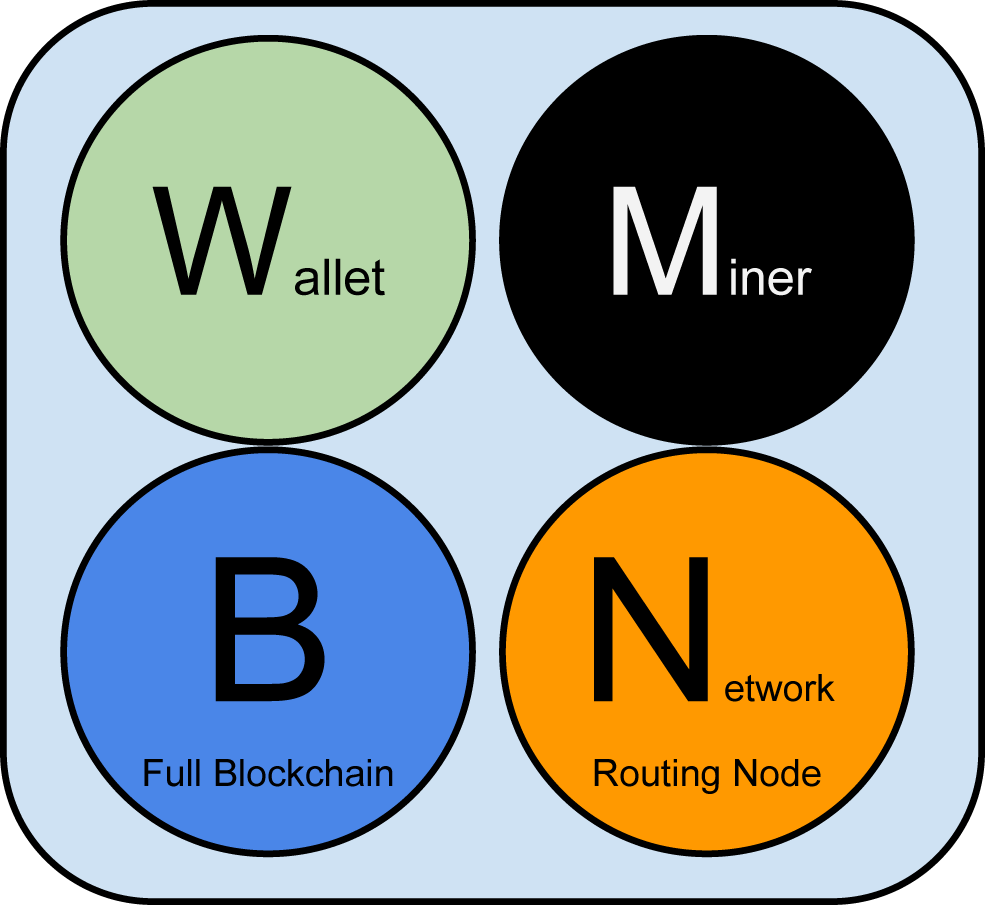 Wallet
Miner
B
Full Blockchain
Network
Routing Node